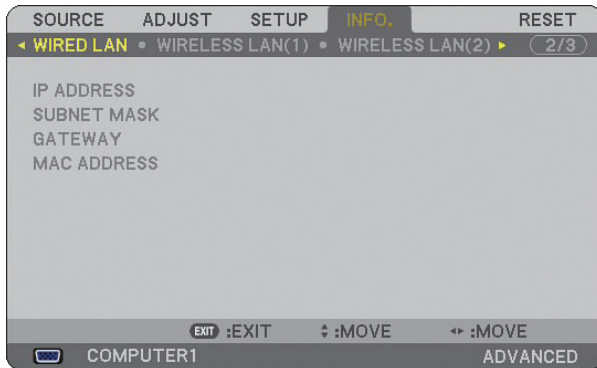 SOURCE ADJUST SETUP INFO. RESET
WIRED LAN • WIRELESS LAN(1) • WIRELESS LAN(2) 2/3
IP ADDRESS
SUBNET MASK
GATEWAY
MAC ADDRESS
EXIT :EXIT :MOVE :MOVE
COMPUTER1 ADVANCED